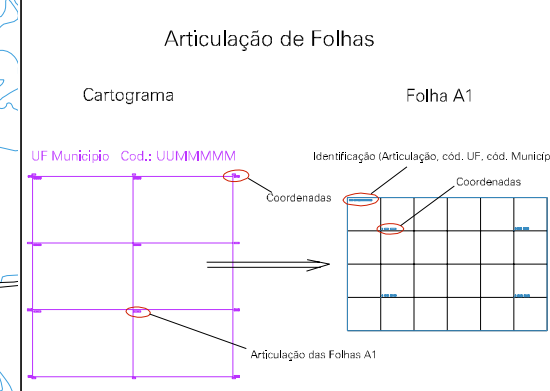 Articulação de Folhas
Cartograma
Folha A1
UF Municipio Cod.: UUMMMMM
Identificação (Articulação, cód. UF, cód. Municíp
Coordenadas
Coordenadas
Articulação das Folhas A1